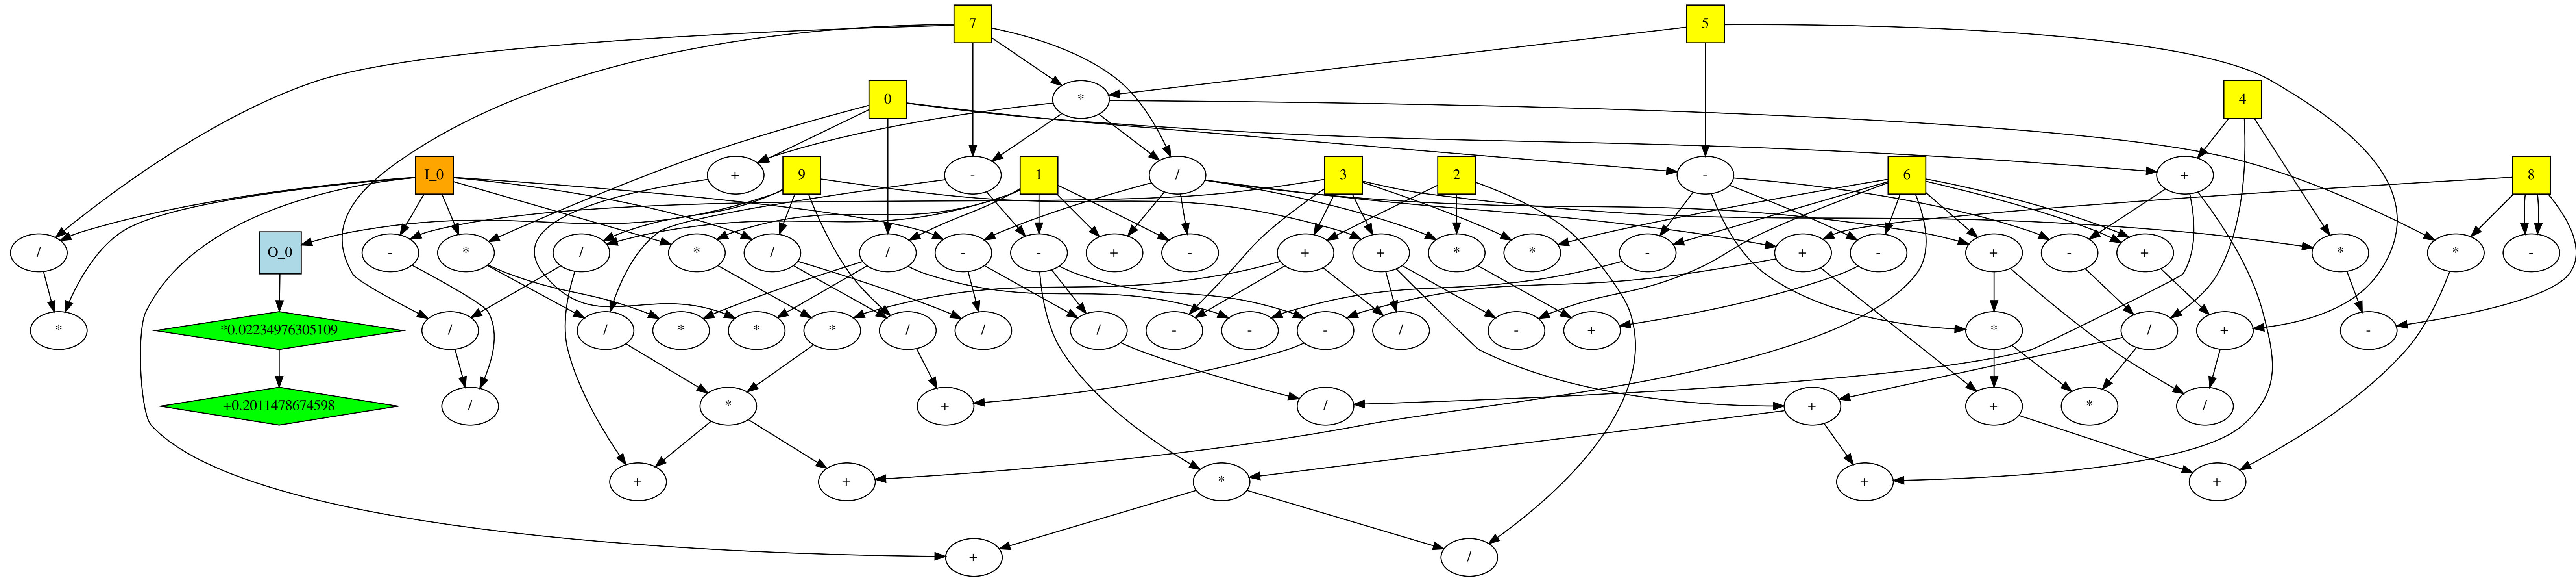 7 5
0 * 4
I_0 + 9 - 1 / 3 2 - 6 + 8
/ O_0 - * / * / / - - + - + + * * - + - + - + * * -
* *0.02234976305109 / / * * * / / / - - - / - + * / + -
+0.2011478674598 / * + / + + * /
+ + * + +
+ /